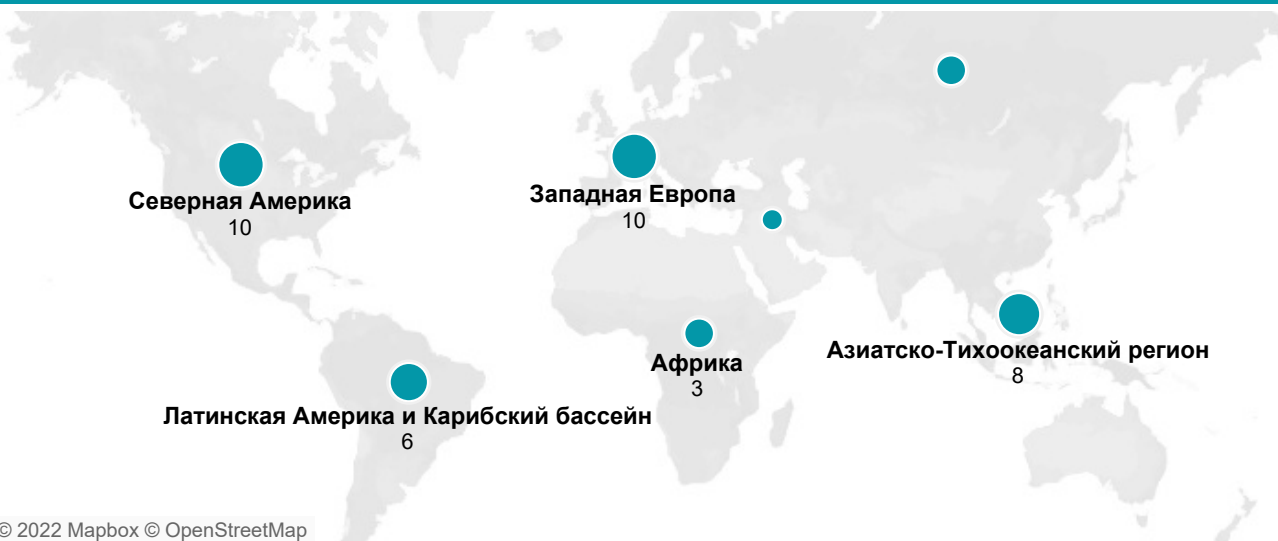 Северная Америка
10
Западная Европа
10
Африка
3
Азиатско-Тихоокеанский регион
8
Латинская Америка и Карибский бассейн
6
© 2022 Mapbox © OpenStreetMap